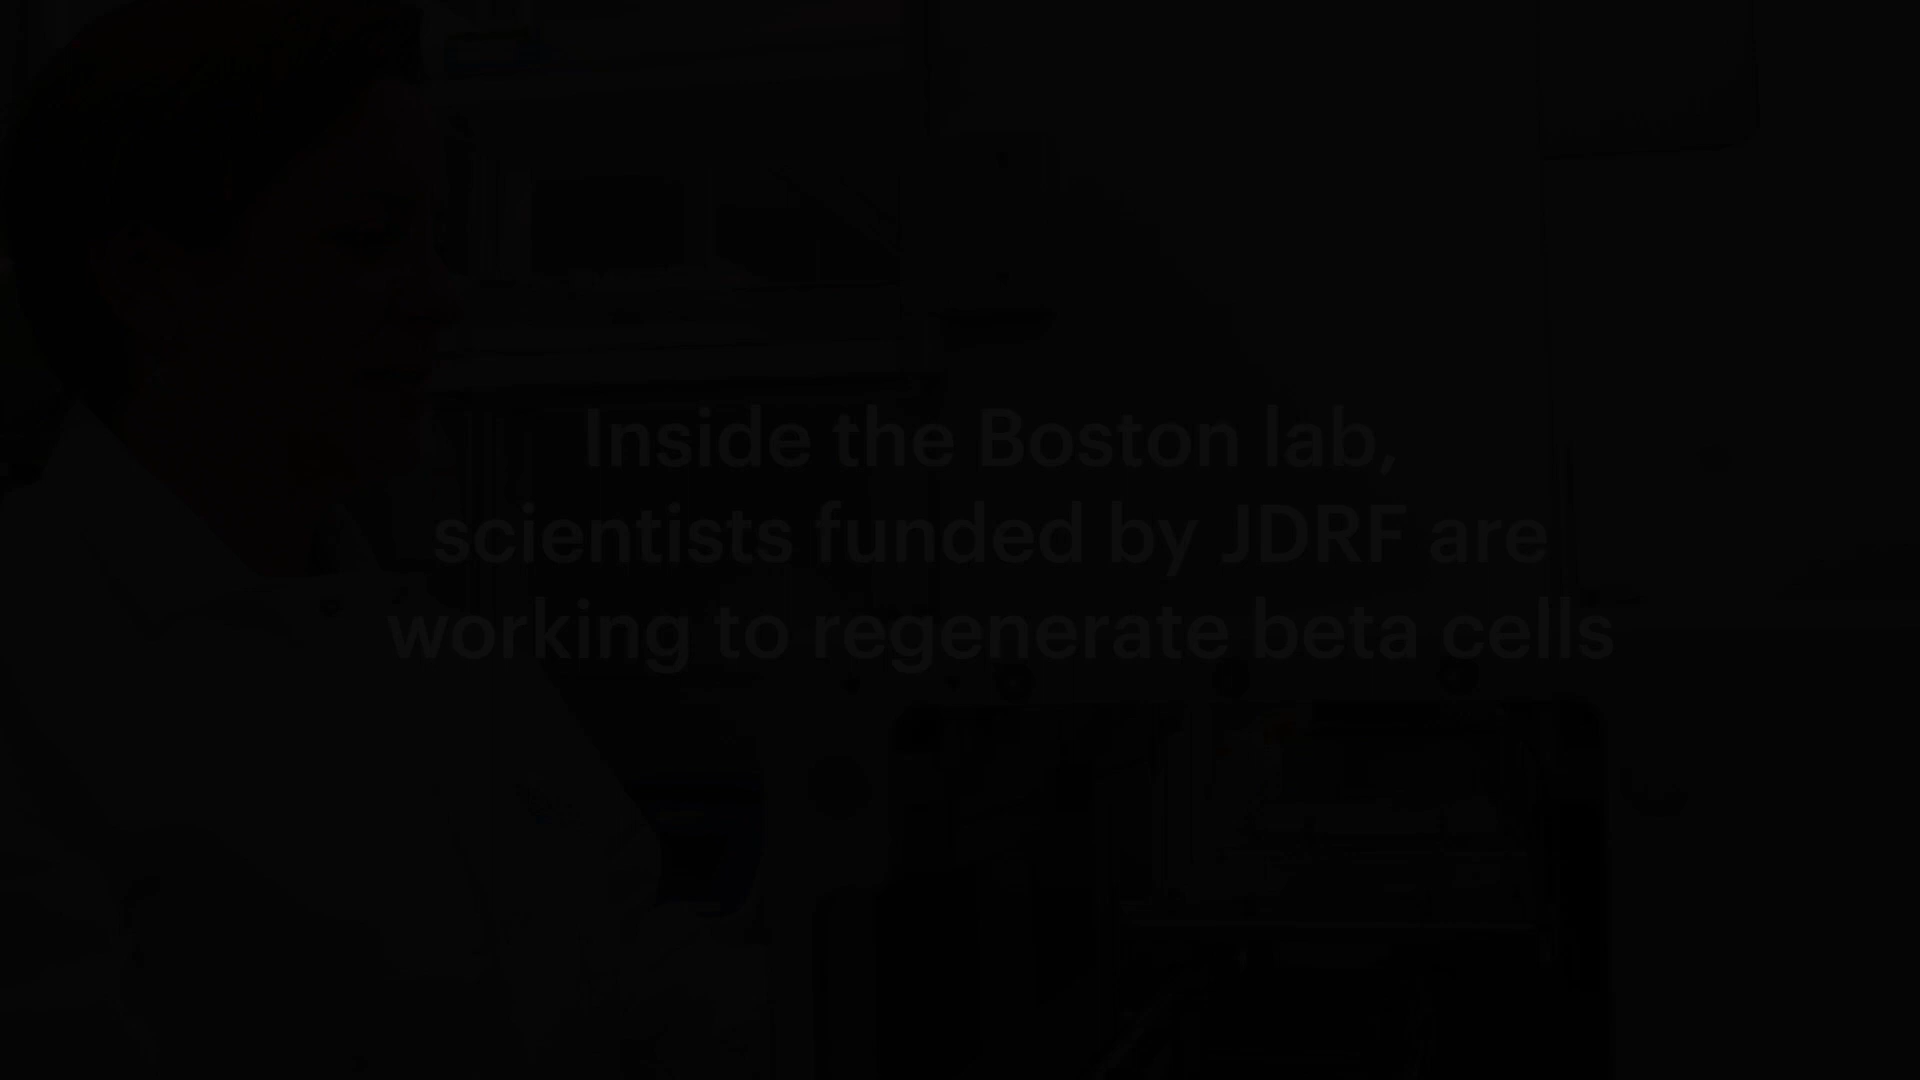 Inside the Boston lab,
scientists funded by JDRF are
working to regenerate beta cells